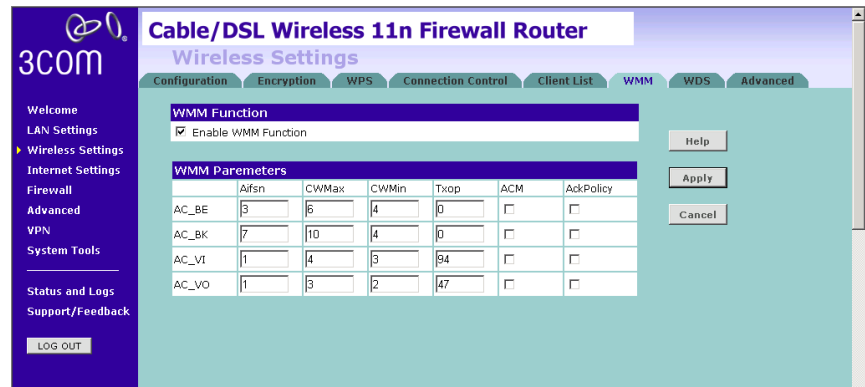 3COM
Cable/DSL Wireless 11n Firewall Router
Wireless Settings
Configuration Encryption WPS Connection Control Client List WMM WDS Advanced
Welcome
LAN Settings
Wireless Settings
Internet Settings
Firewall
Advanced
VPN
System Tools
Status and Logs
Support/Feedback
LOG OUT
WMM Function
Enable WMM Function
WMM Paremeters
Aifsn CWMax CWMin Txop ACM AckPolicy
AC_BE 3 6 4 0
AC_BK 7 10 4 0
AC_VI 1 4 3 94
AC_VO 1 3 2 47
Help
Apply
Cancel